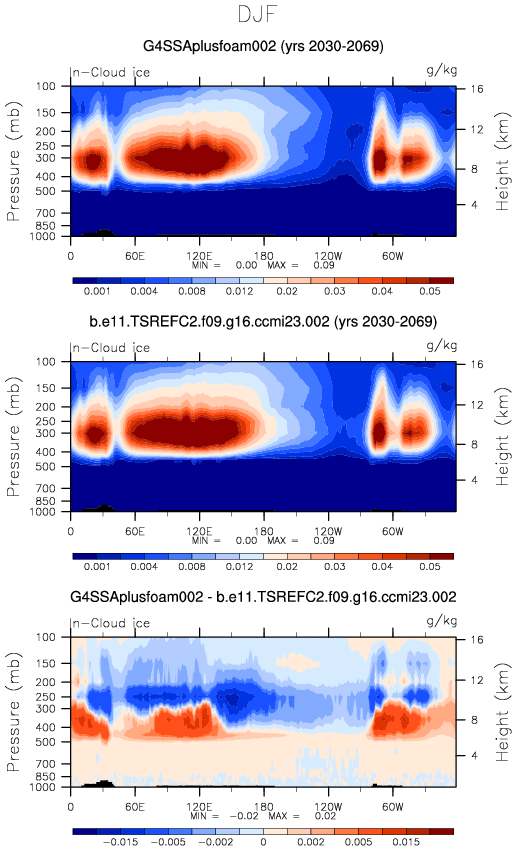 DJF
G4SSAplusfoam002 (yrs 2030-2069)
In-Cloud ice g/kg
Pressure (mb)
100
150
200
250
300
400
500
700
850
1000
Height (km)
16
12
8
4
0 60E 120E 180 120W 60W
MIN = 0.00 MAX = 0.09
0.001 0.004 0.008 0.012 0.02 0.03 0.04 0.05
b.e11.TSREFC2.f09.g16.ccmi23.002 (yrs 2030-2069)
In-Cloud ice g/kg
Pressure (mb)
100
150
200
250
300
400
500
700
850
1000
Height (km)
16
12
8
4
0 60E 120E 180 120W 60W
MIN = 0.00 MAX = 0.09
0.001 0.004 0.008 0.012 0.02 0.03 0.04 0.05
G4SSAplusfoam002 - b.e11.TSREFC2.f09.g16.ccmi23.002
In-Cloud ice g/kg
Pressure (mb)
100
150
200
250
300
400
500
700
850
1000
Height (km)
16
12
8
4
0 60E 120E 180 120W 60W
MIN = -0.02 MAX = 0.02
-0.015 -0.005 -0.002 0 0.002 0.005 0.015